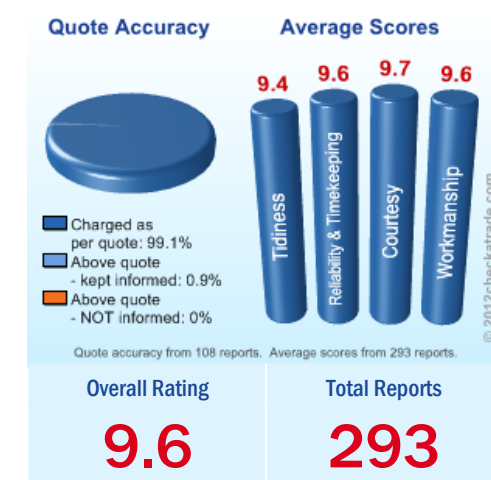 Quote Accuracy
Charged as
per quote: 99.1%
Above quote
- kept informed: 0.9%
Above quote
- NOT informed: 0%
Average Scores
9.4
9.6
9.7
9.6
Tidiness
Reliability & Timekeeping
Courtesy
Workmanship
© 2012checkatrade.com
Quote accuracy from 108 reports. Average scores from 293 reports.
Overall Rating
9.6
Total Reports
293